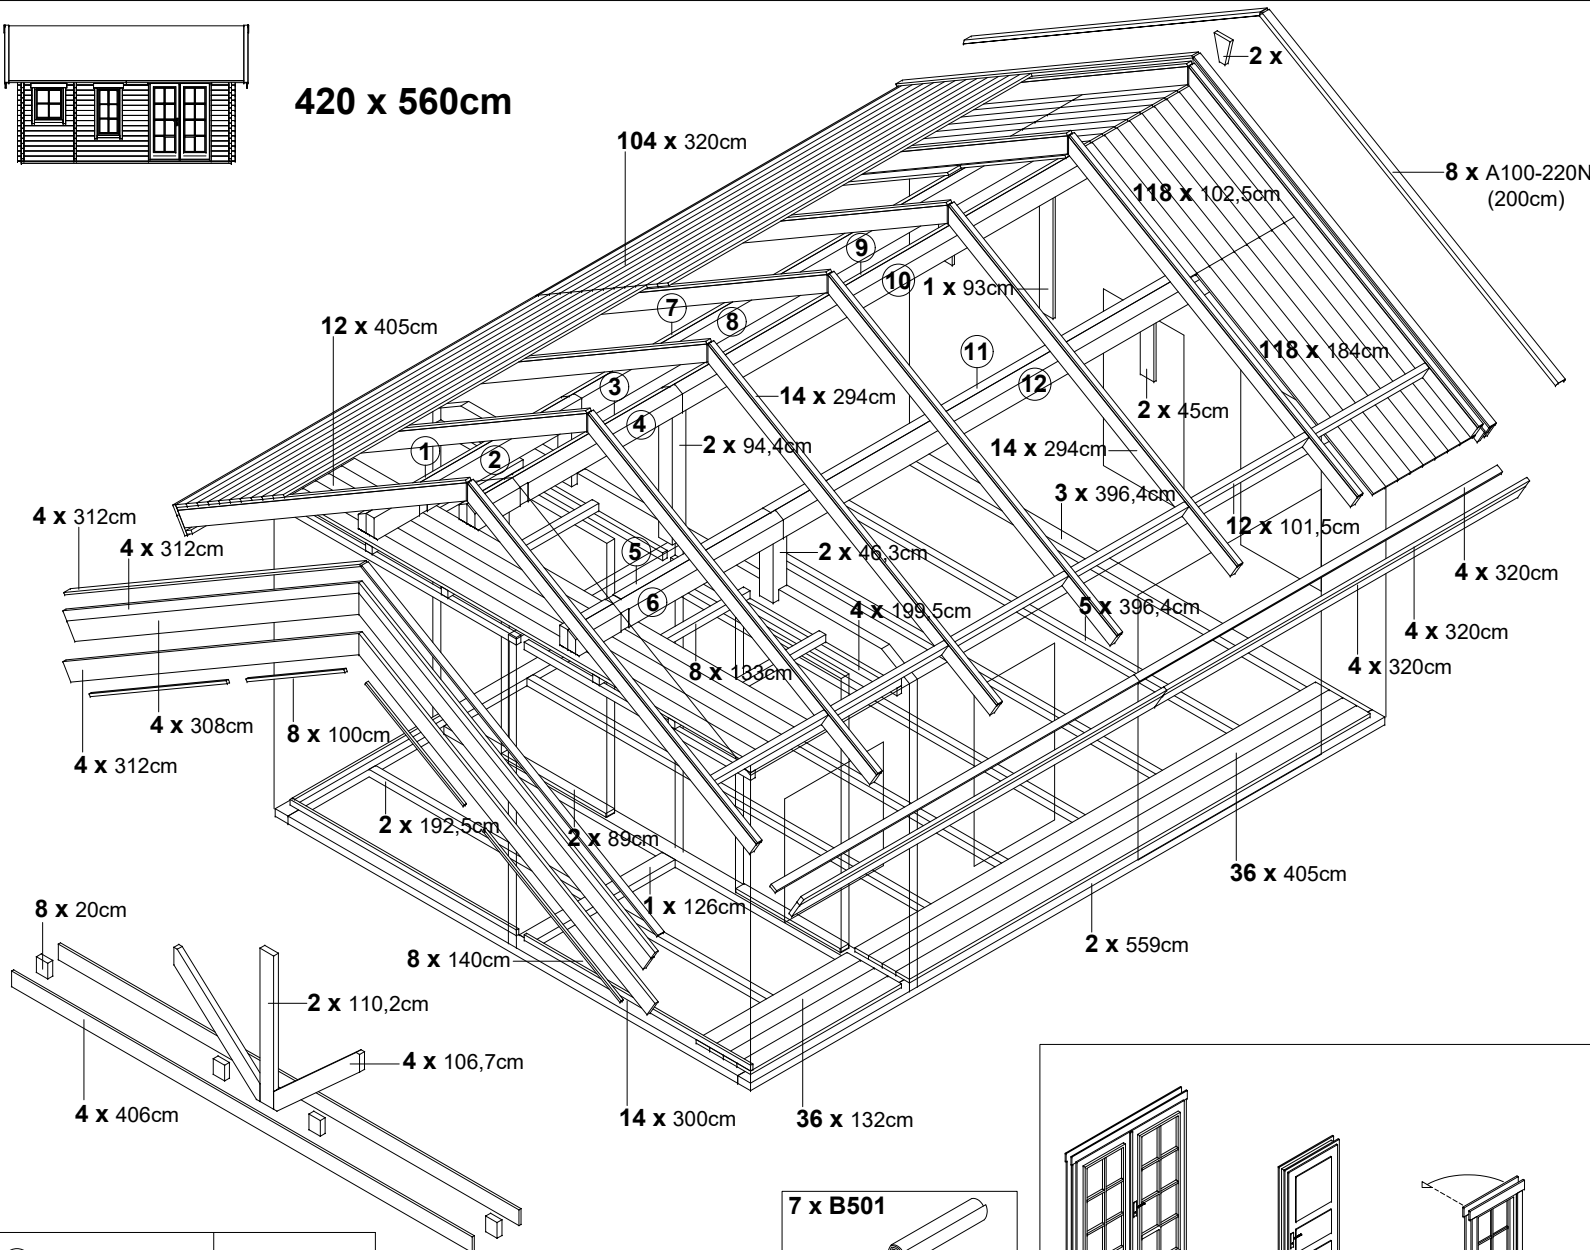 420 x 560cm
2 x
104 x 320cm
8 x A100-220N
(200cm)
118 x 102,5cm
9
10
1 x 93cm
7
8
12 x 405cm
11
118 x 184cm
12
3
14 x 294cm
2 x 45cm
4
1
2
2 x 94,4cm
14 x 294cm
3 x 396,4cm
4 x 312cm
12 x 101,5cm
4 x 312cm
5
2 x 46,3cm
4 x 320cm
6
4 x 199,5cm
5 x 396,4cm
4 x 320cm
8 x 133cm
4 x 320cm
4 x 308cm
8 x 100cm
4 x 312cm
2 x 192,5cm
2 x 89cm
36 x 405cm
8 x 20cm
1 x 126cm
2 x 559cm
8 x 140cm
2 x 110,2cm
4 x 106,7cm
4 x 406cm
14 x 300cm
36 x 132cm
7 x B501